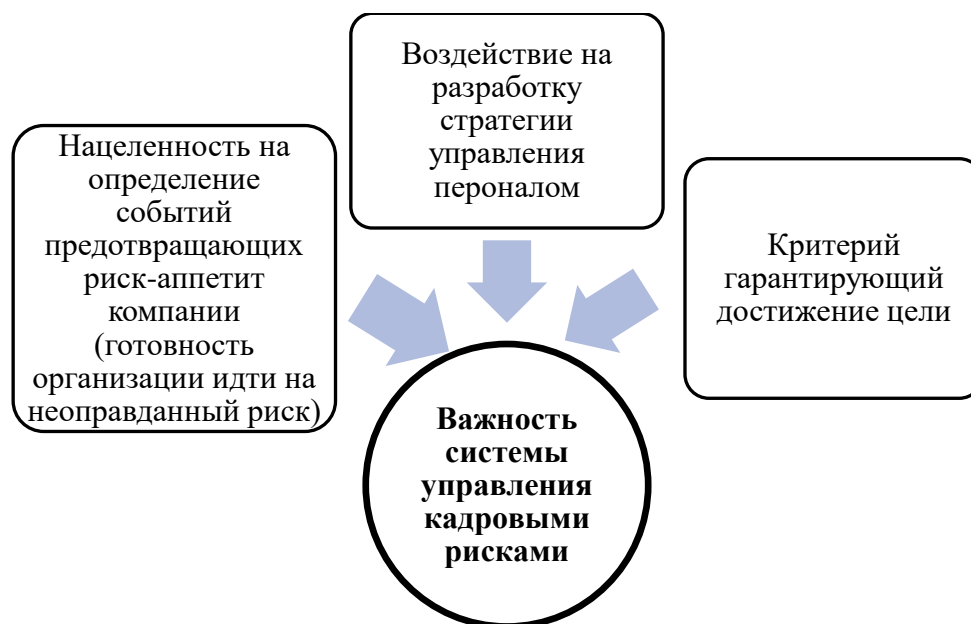 Нацеленность на
определение
событий
предотвращающих
риск-аппетит
компании
(готовность
организации идти на
неоправданный риск)
Воздействие на
разработку
стратегии
управления
пероналом
Критерий
гарантирующий
достижение цели
Важность
системы
управления
кадровыми
рисками